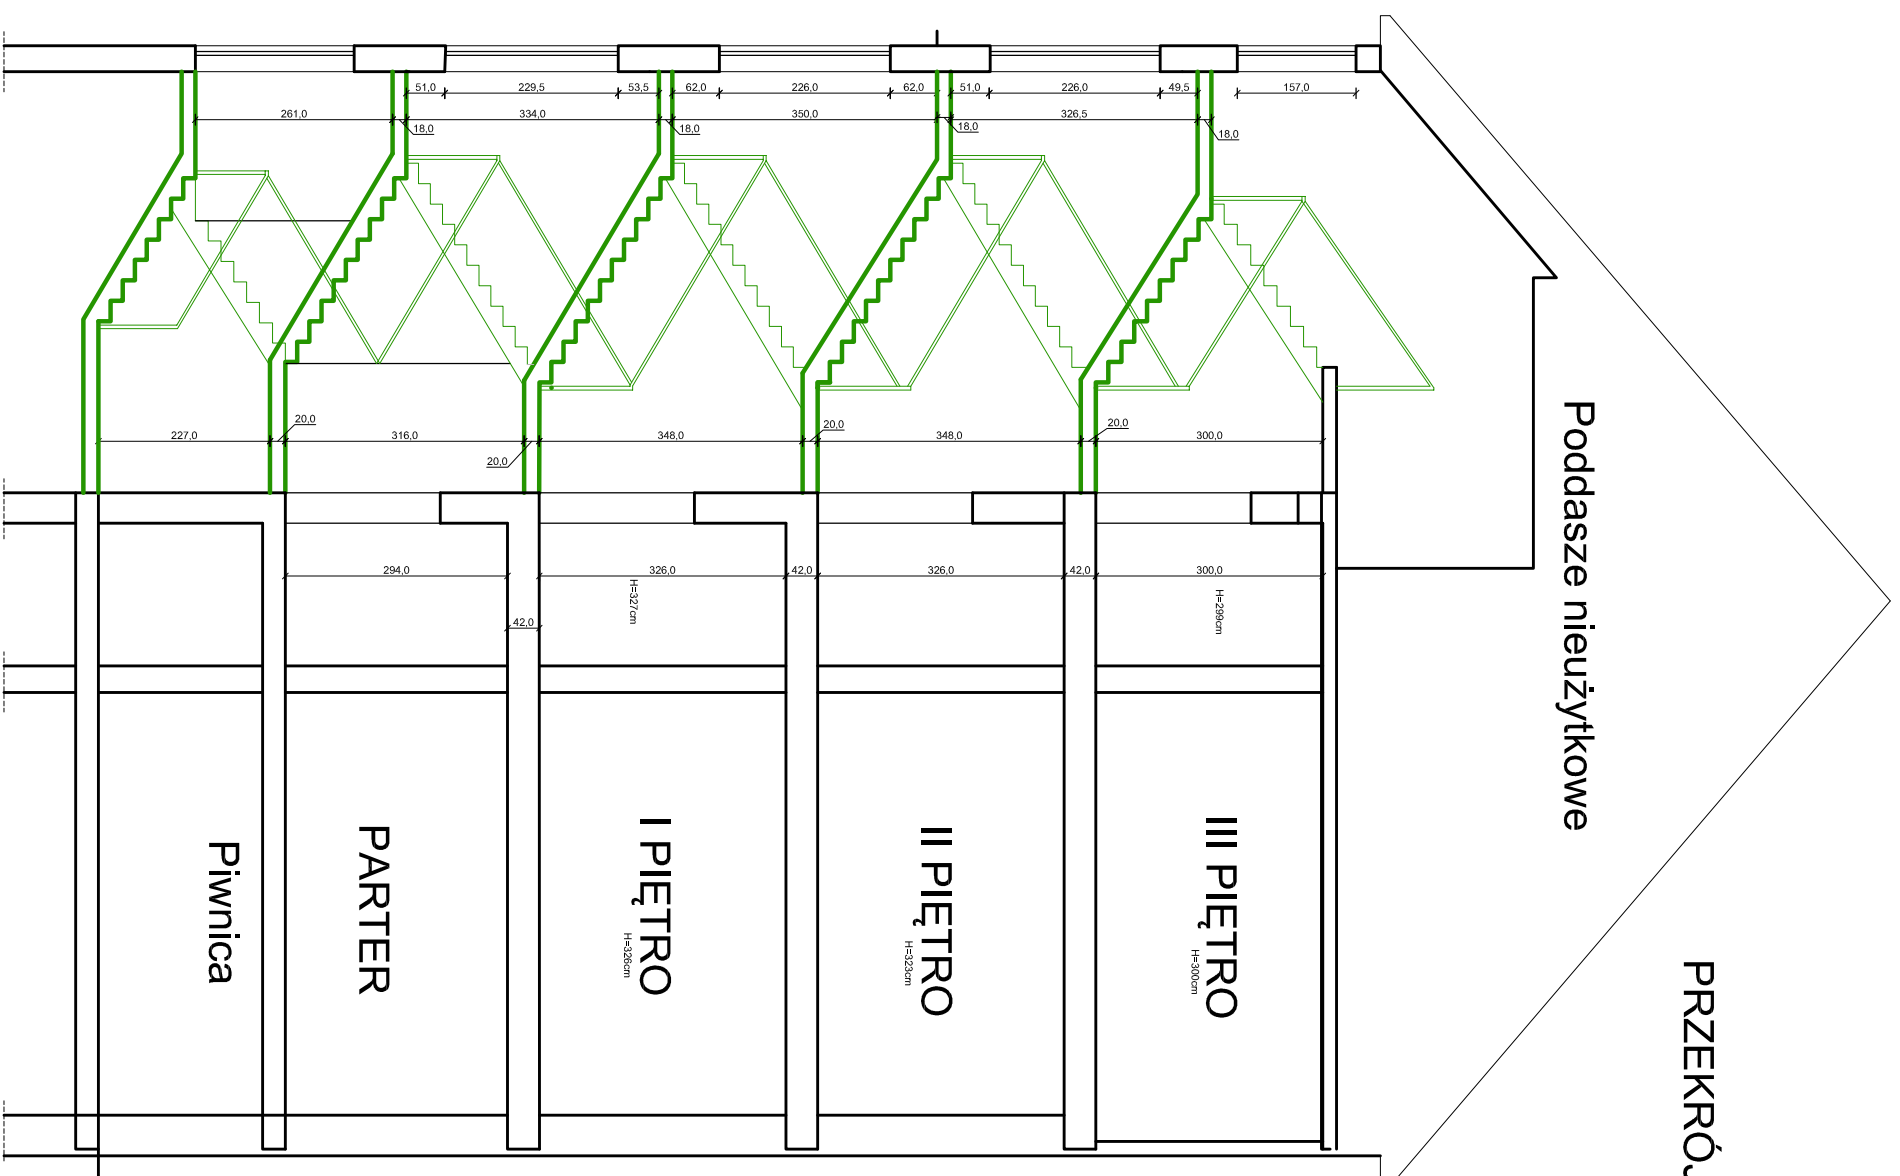 51,0
229,5
53,5
62,0
226,0
62,0
51,0
226,0
49,5
157,0
261,0
334,0
350,0
326,5
18,0
18,0
18,0
18,0
227,0
20,0
316,0
20,0
348,0
20,0
348,0
20,0
300,0
294,0
326,0
42,0
326,0
42,0
300,0
42,0
H=327cm
H=299cm
Poddasze nieużytkowe
Piwnica
PARTER
I PIĘTRO
H=326cm
II PIĘTRO
H=323cm
III PIĘTRO
H=300cm
PRZEKRÓJ